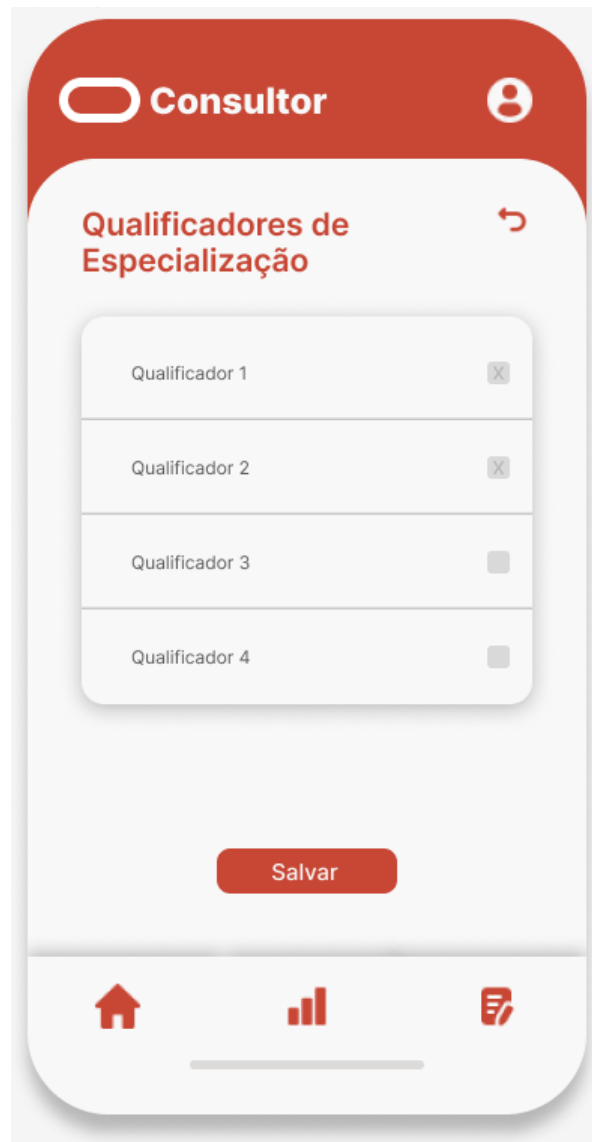 Consultor
Qualificadores de
Especialização
Qualificador 1 X
Qualificador 2 X
Qualificador 3
Qualificador 4
Salvar